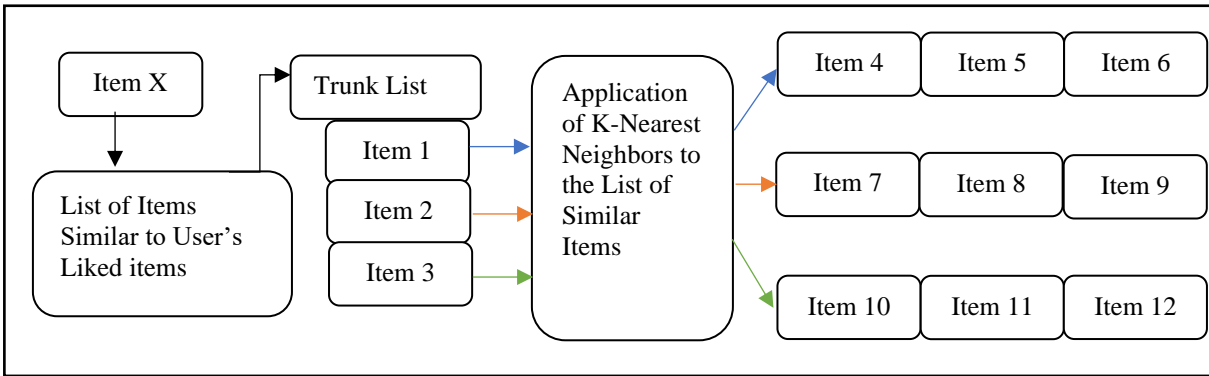 Item X
List of Items
Similar to User’s
Liked items
Trunk List
Item 1
Item 2
Item 3
Application
of K-Nearest
Neighbors to
the List of
Similar
Items
Item 4
Item 5
Item 6
Item 7
Item 8
Item 9
Item 10
Item 11
Item 12